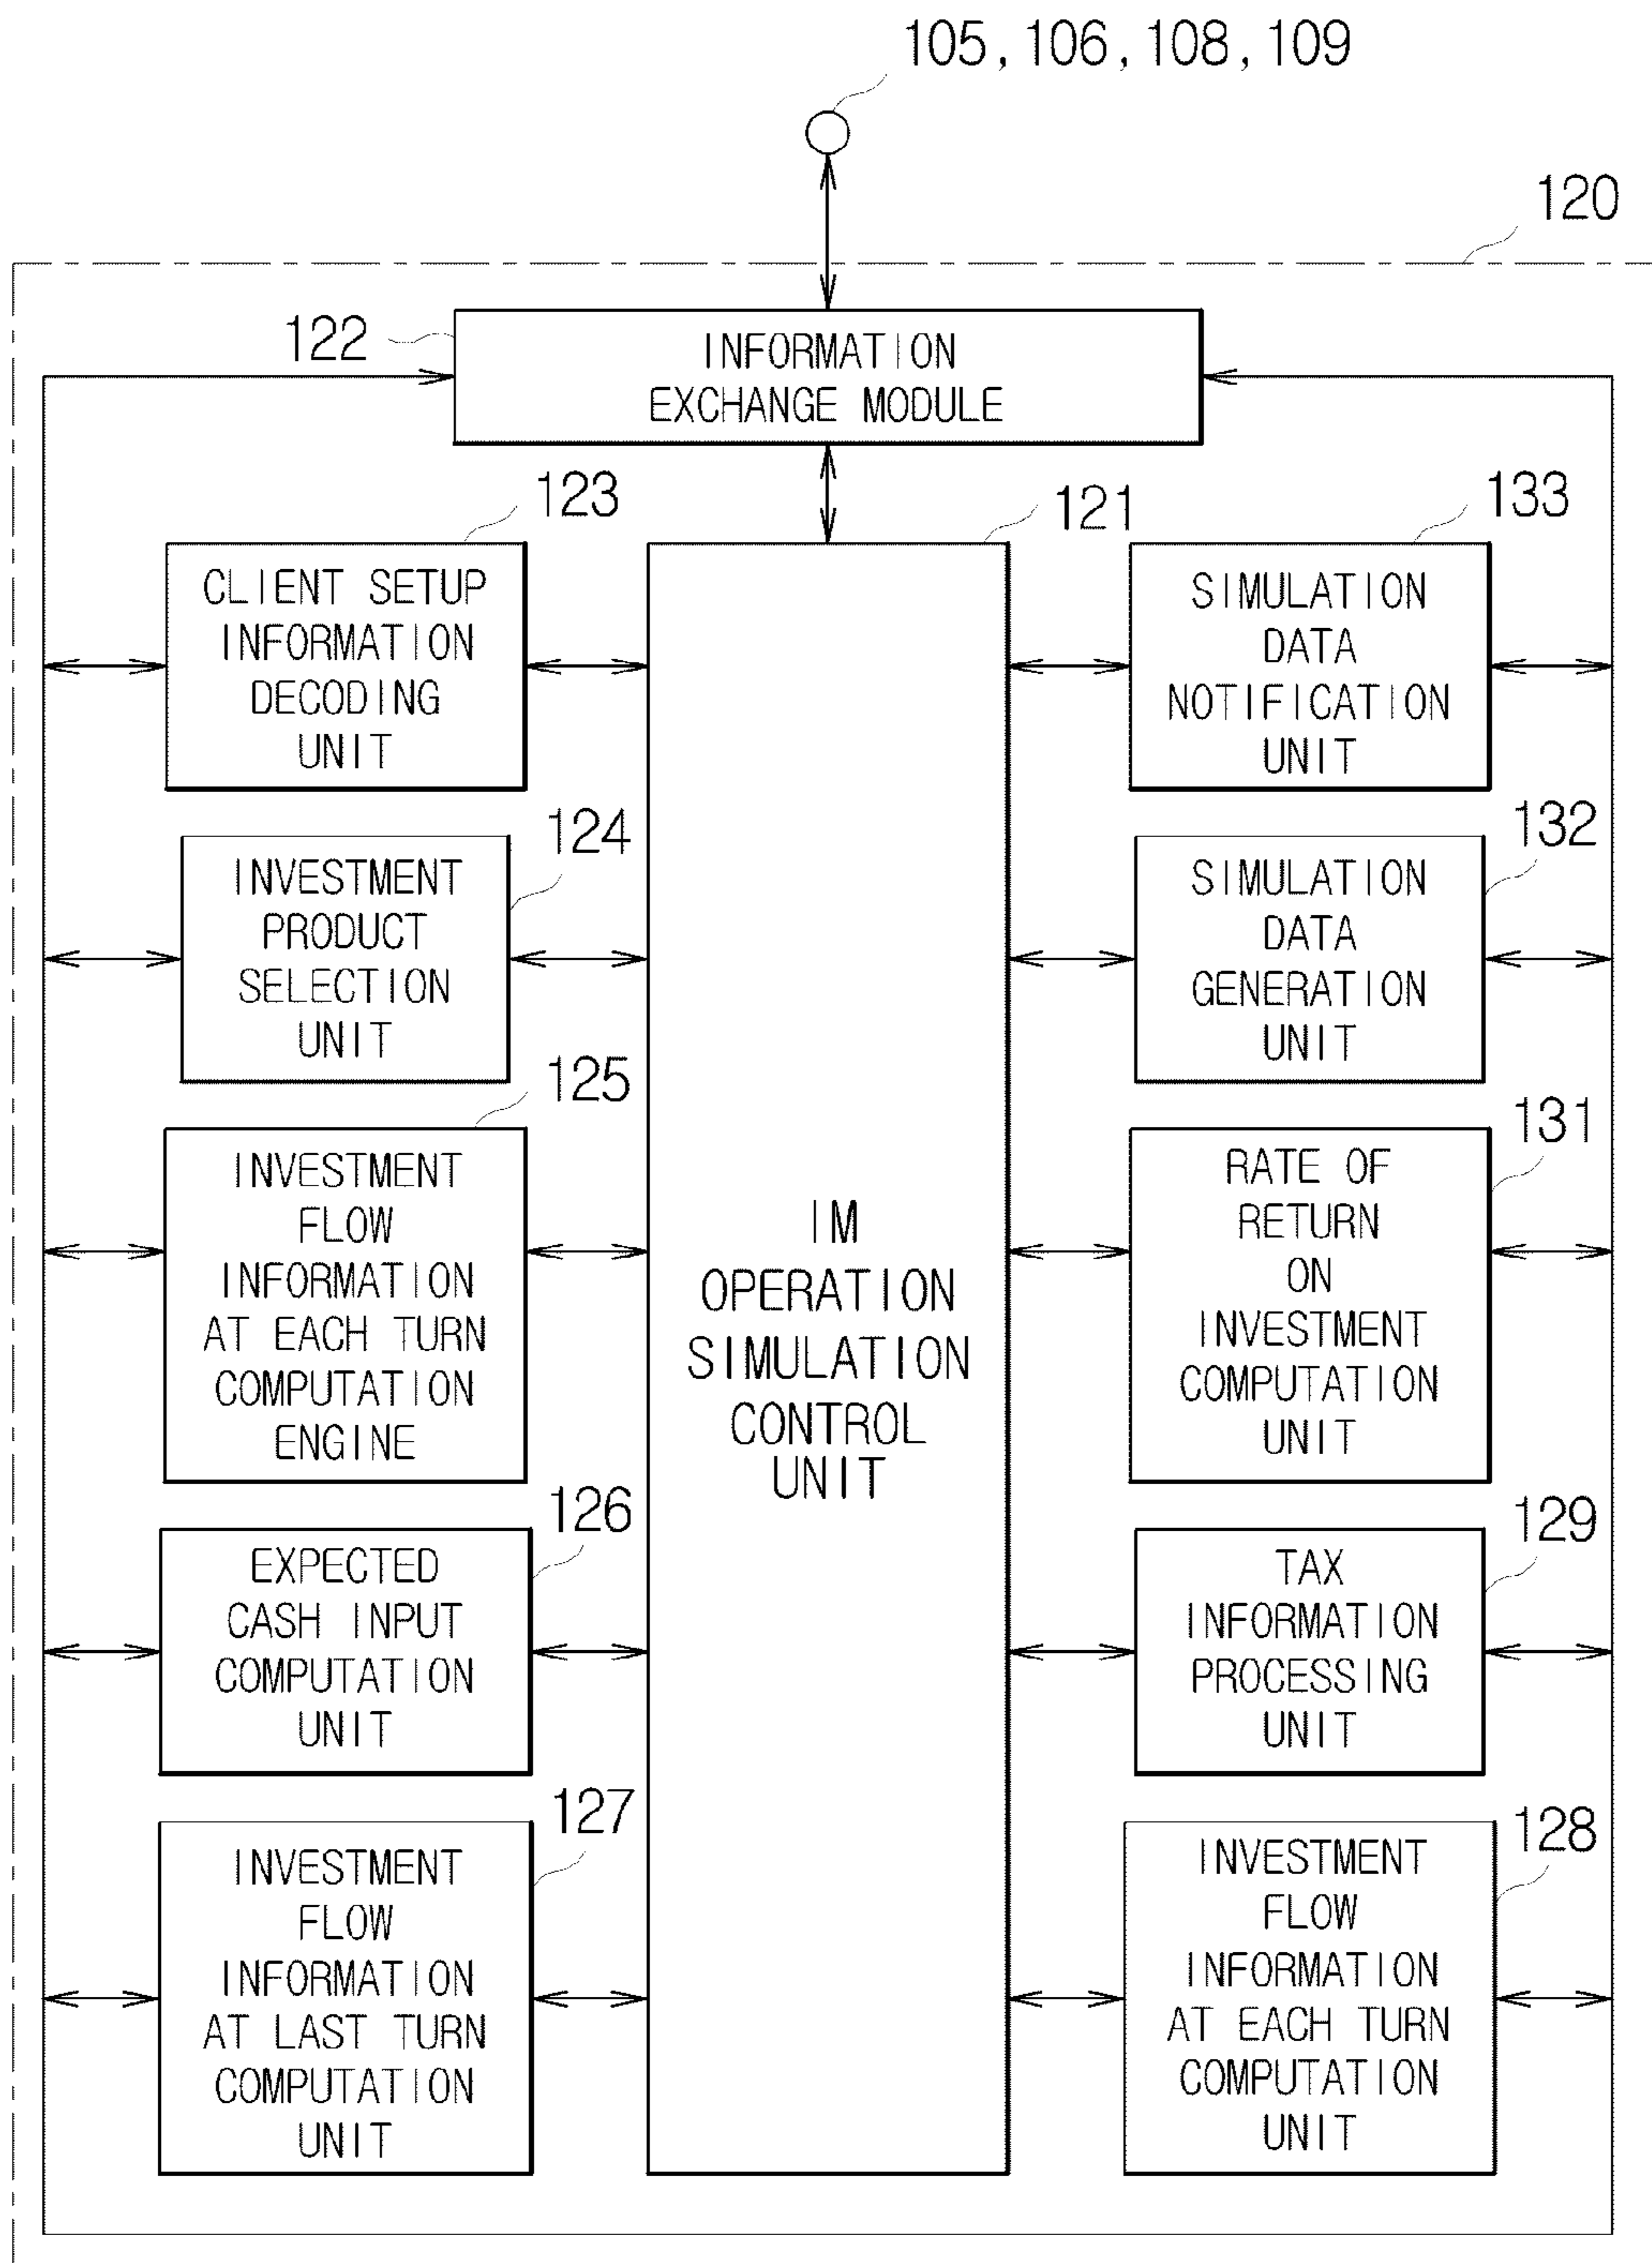 105, 106, 108, 109
120
122
INFORMATION
EXCHANGE MODULE
123
CLIENT SETUP
INFORMATION
DECODING
UNIT
124
INVESTMENT
PRODUCT
SELECTION
UNIT
125
INVESTMENT
FLOW
INFORMATION
AT EACH TURN
COMPUTATION
ENGINE
126
EXPECTED
CASH INPUT
COMPUTATION
UNIT
127
INVESTMENT
FLOW
INFORMATION
AT LAST TURN
COMPUTATION
UNIT
121
IM
OPERATION
SIMULATION
CONTROL
UNIT
133
SIMULATION
DATA
NOTIFICATION
UNIT
132
SIMULATION
DATA
GENERATION
UNIT
131
RATE OF
RETURN
ON
INVESTMENT
COMPUTATION
UNIT
129
TAX
INFORMATION
PROCESSING
UNIT
128
INVESTMENT
FLOW
INFORMATION
AT EACH TURN
COMPUTATION
UNIT